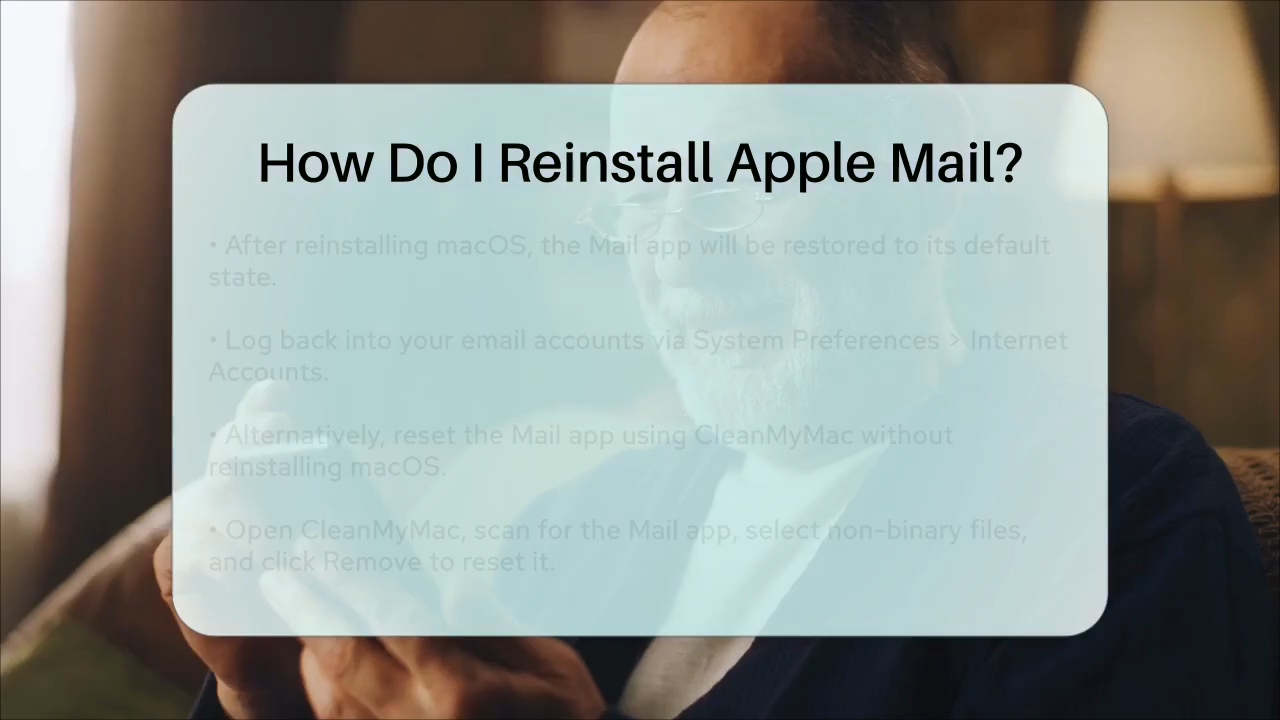 How Do I Reinstall Apple Mail?
• After reinstalling macOS, the Mail app will be restored to its default
state.
• Log back into your email accounts via System Preferences > Internet
Accounts.
• Alternatively, reset the Mail app using CleanMyMac without
reinstalling macOS.
• Open CleanMyMac, scan for the Mail app, select non-binary files,
and click Remove to reset it.